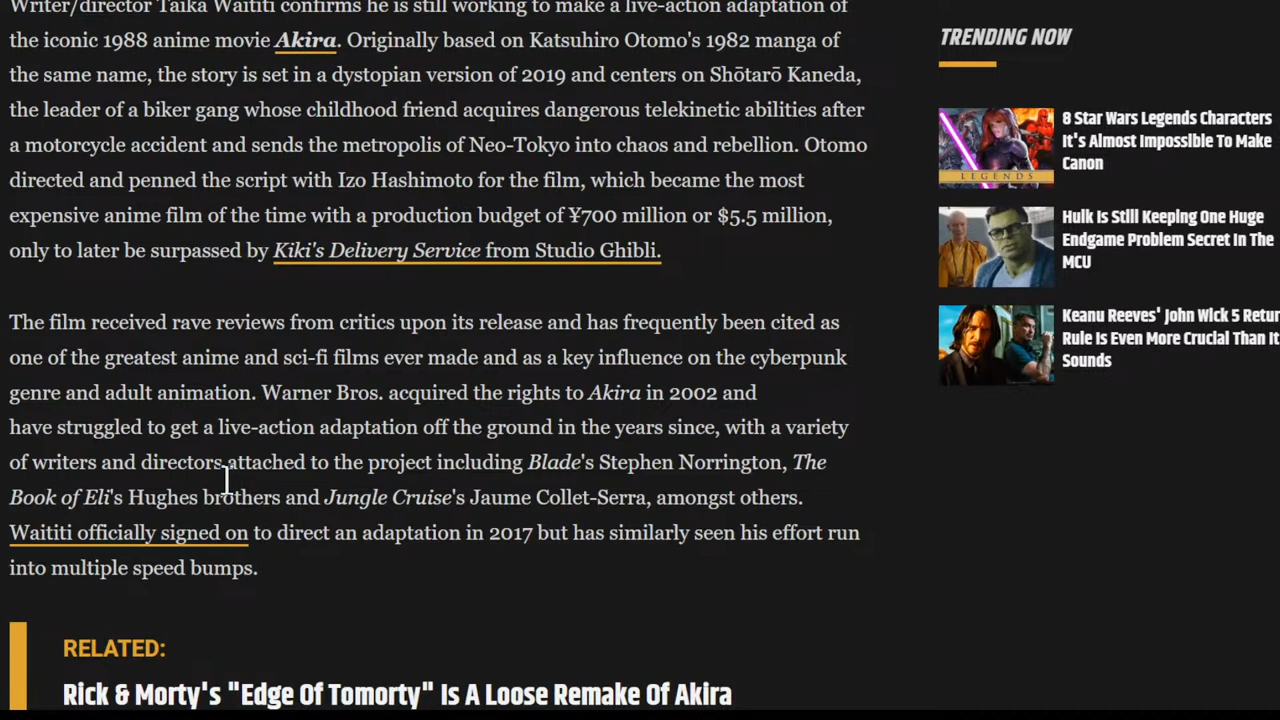 Writer/director Taika Waititi confirms he is still working to make a live-action adaptation of
the iconic 1988 anime movie Akira. Originally based on Katsuhiro Otomo's 1982 manga of
the same name, the story is set in a dystopian version of 2019 and centers on Shōtarō Kaneda,
the leader of a biker gang whose childhood friend acquires dangerous telekinetic abilities after
a motorcycle accident and sends the metropolis of Neo-Tokyo into chaos and rebellion. Otomo
directed and penned the script with Izo Hashimoto for the film, which became the most
expensive anime film of the time with a production budget of ¥700 million or $5.5 million,
only to later be surpassed by Kiki's Delivery Service from Studio Ghibli.
The film received rave reviews from critics upon its release and has frequently been cited as
one of the greatest anime and sci-fi films ever made and as a key influence on the cyberpunk
genre and adult animation. Warner Bros. acquired the rights to Akira in 2002 and
have struggled to get a live-action adaptation off the ground in the years since, with a variety
of writers and directors attached to the project including Blade's Stephen Norrington, The
Book of Eli's Hughes brothers and Jungle Cruise's Jaume Collet-Serra, amongst others.
Waititi officially signed on to direct an adaptation in 2017 but has similarly seen his effort run
into multiple speed bumps.
RELATED:
Rick & Morty's "Edge Of Tomorty" Is A Loose Remake Of Akira
TRENDING NOW
LEGENDS
8 Star Wars Legends Characters
It's Almost Impossible To Make
Canon
Hulk Is Still Keeping One Huge
Endgame Problem Secret In The
MCU
Keanu Reeves' John Wick 5 Retur
Rule Is Even More Crucial Than It
Sounds